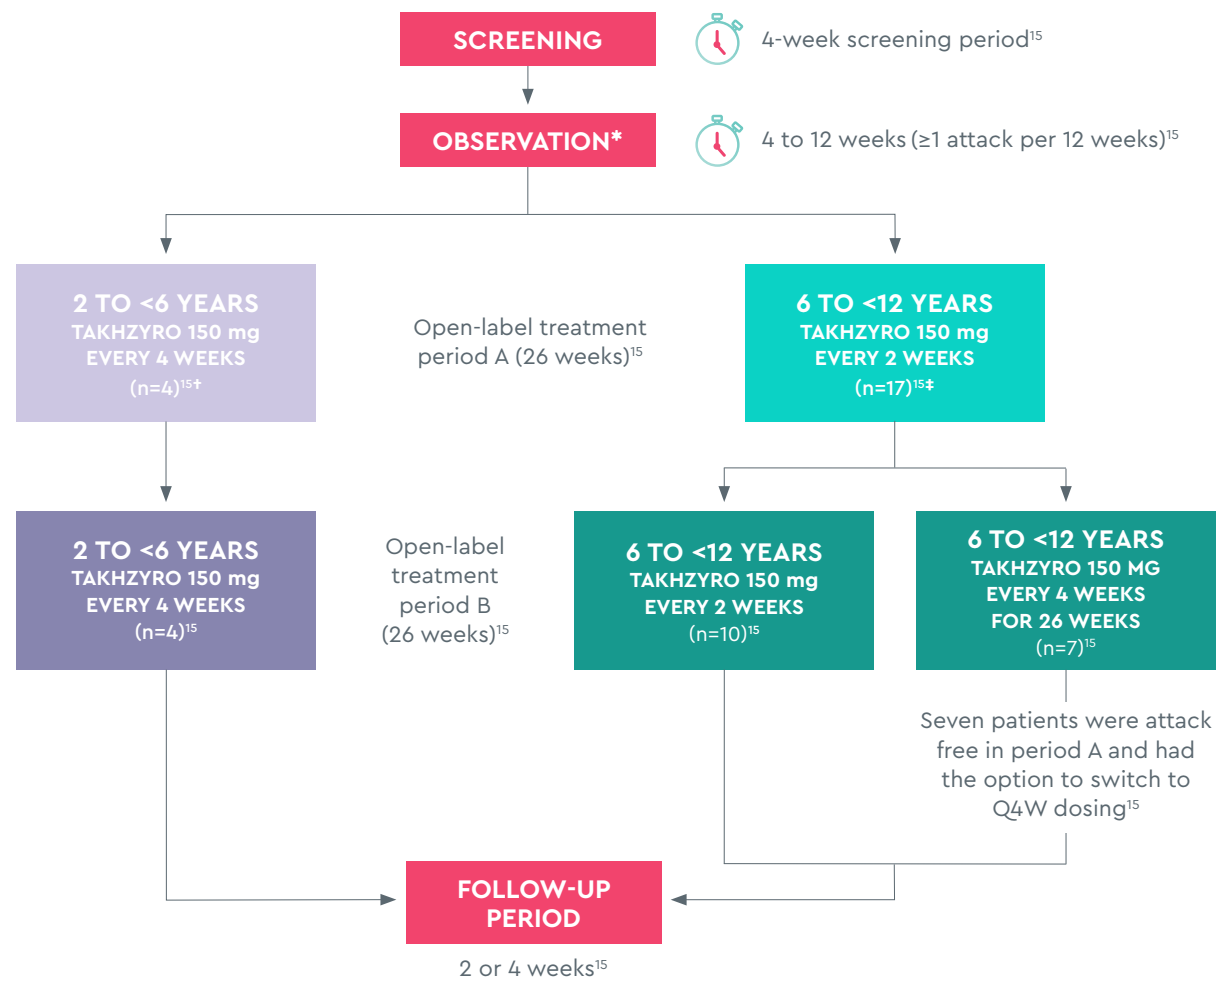 SCREENING
4-week screening period¹⁵
OBSERVATION*
4 to 12 weeks (≥1 attack per 12 weeks)¹⁵
2 TO <6 YEARS
TAKHZYRO 150 mg
EVERY 4 WEEKS
(n=4)¹⁵†
Open-label treatment
period A (26 weeks)¹⁵
6 TO <12 YEARS
TAKHZYRO 150 mg
EVERY 2 WEEKS
(n=17)¹⁵‡
2 TO <6 YEARS
TAKHZYRO 150 mg
EVERY 4 WEEKS
(n=4)¹⁵
Open-label
treatment
period B
(26 weeks)¹⁵
6 TO <12 YEARS
TAKHZYRO 150 mg
EVERY 2 WEEKS
(n=10)¹⁵
6 TO <12 YEARS
TAKHZYRO 150 MG
EVERY 4 WEEKS
FOR 26 WEEKS
(n=7)¹⁵
Seven patients were attack
free in period A and had
the option to switch to
Q4W dosing¹⁵
FOLLOW-UP
PERIOD
2 or 4 weeks¹⁵